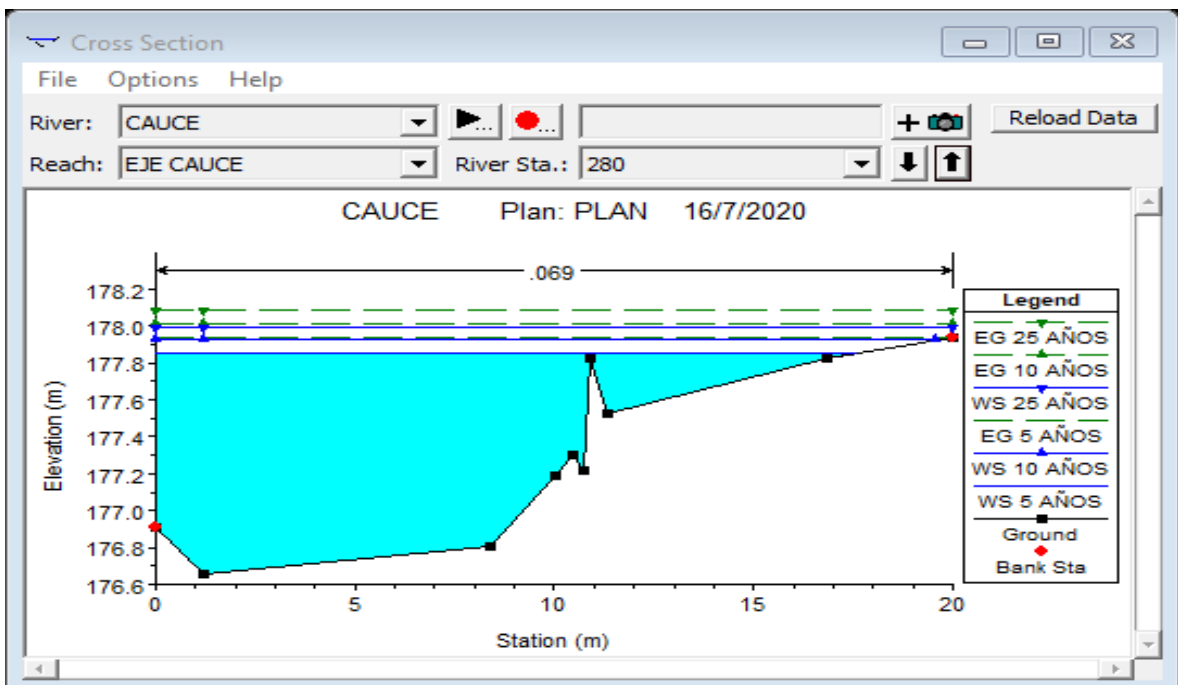 Cross Section
File Options Help
River: CAUCE ... ... + Reload Data
Reach: EJE CAUCE River Sta.: 280
CAUCE Plan: PLAN 16/7/2020
.069
178.2
178.0
177.8
177.6
177.4
177.2
177.0
176.8
176.6
Elevation (m)
0 5 10 15 20
Station (m)
Legend
EG 25 AÑOS
EG 10 AÑOS
WS 25 AÑOS
EG 5 AÑOS
WS 10 AÑOS
WS 5 AÑOS
Ground
Bank Sta